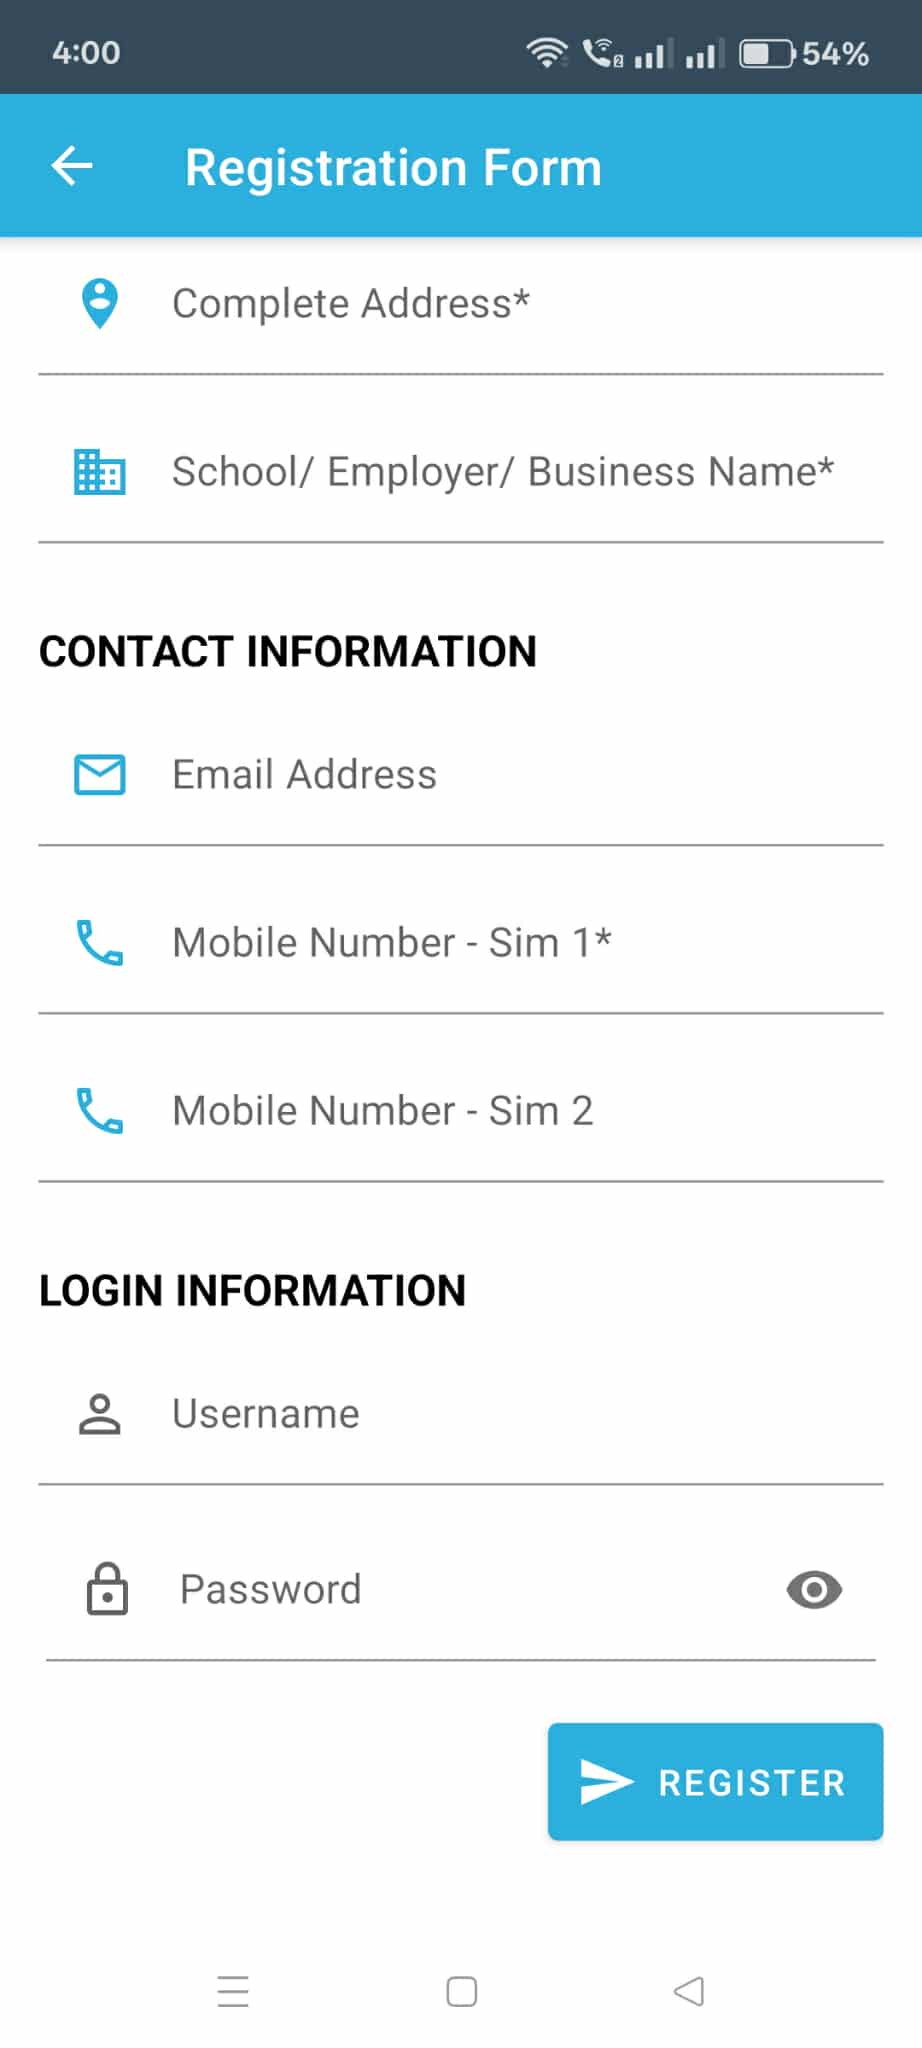 4:00
2
54%
Registration Form
Complete Address*
School/ Employer/ Business Name*
CONTACT INFORMATION
Email Address
Mobile Number - Sim 1*
Mobile Number - Sim 2
LOGIN INFORMATION
Username
Password
REGISTER